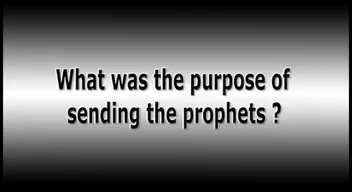 What was the purpose of
sending the prophets ?